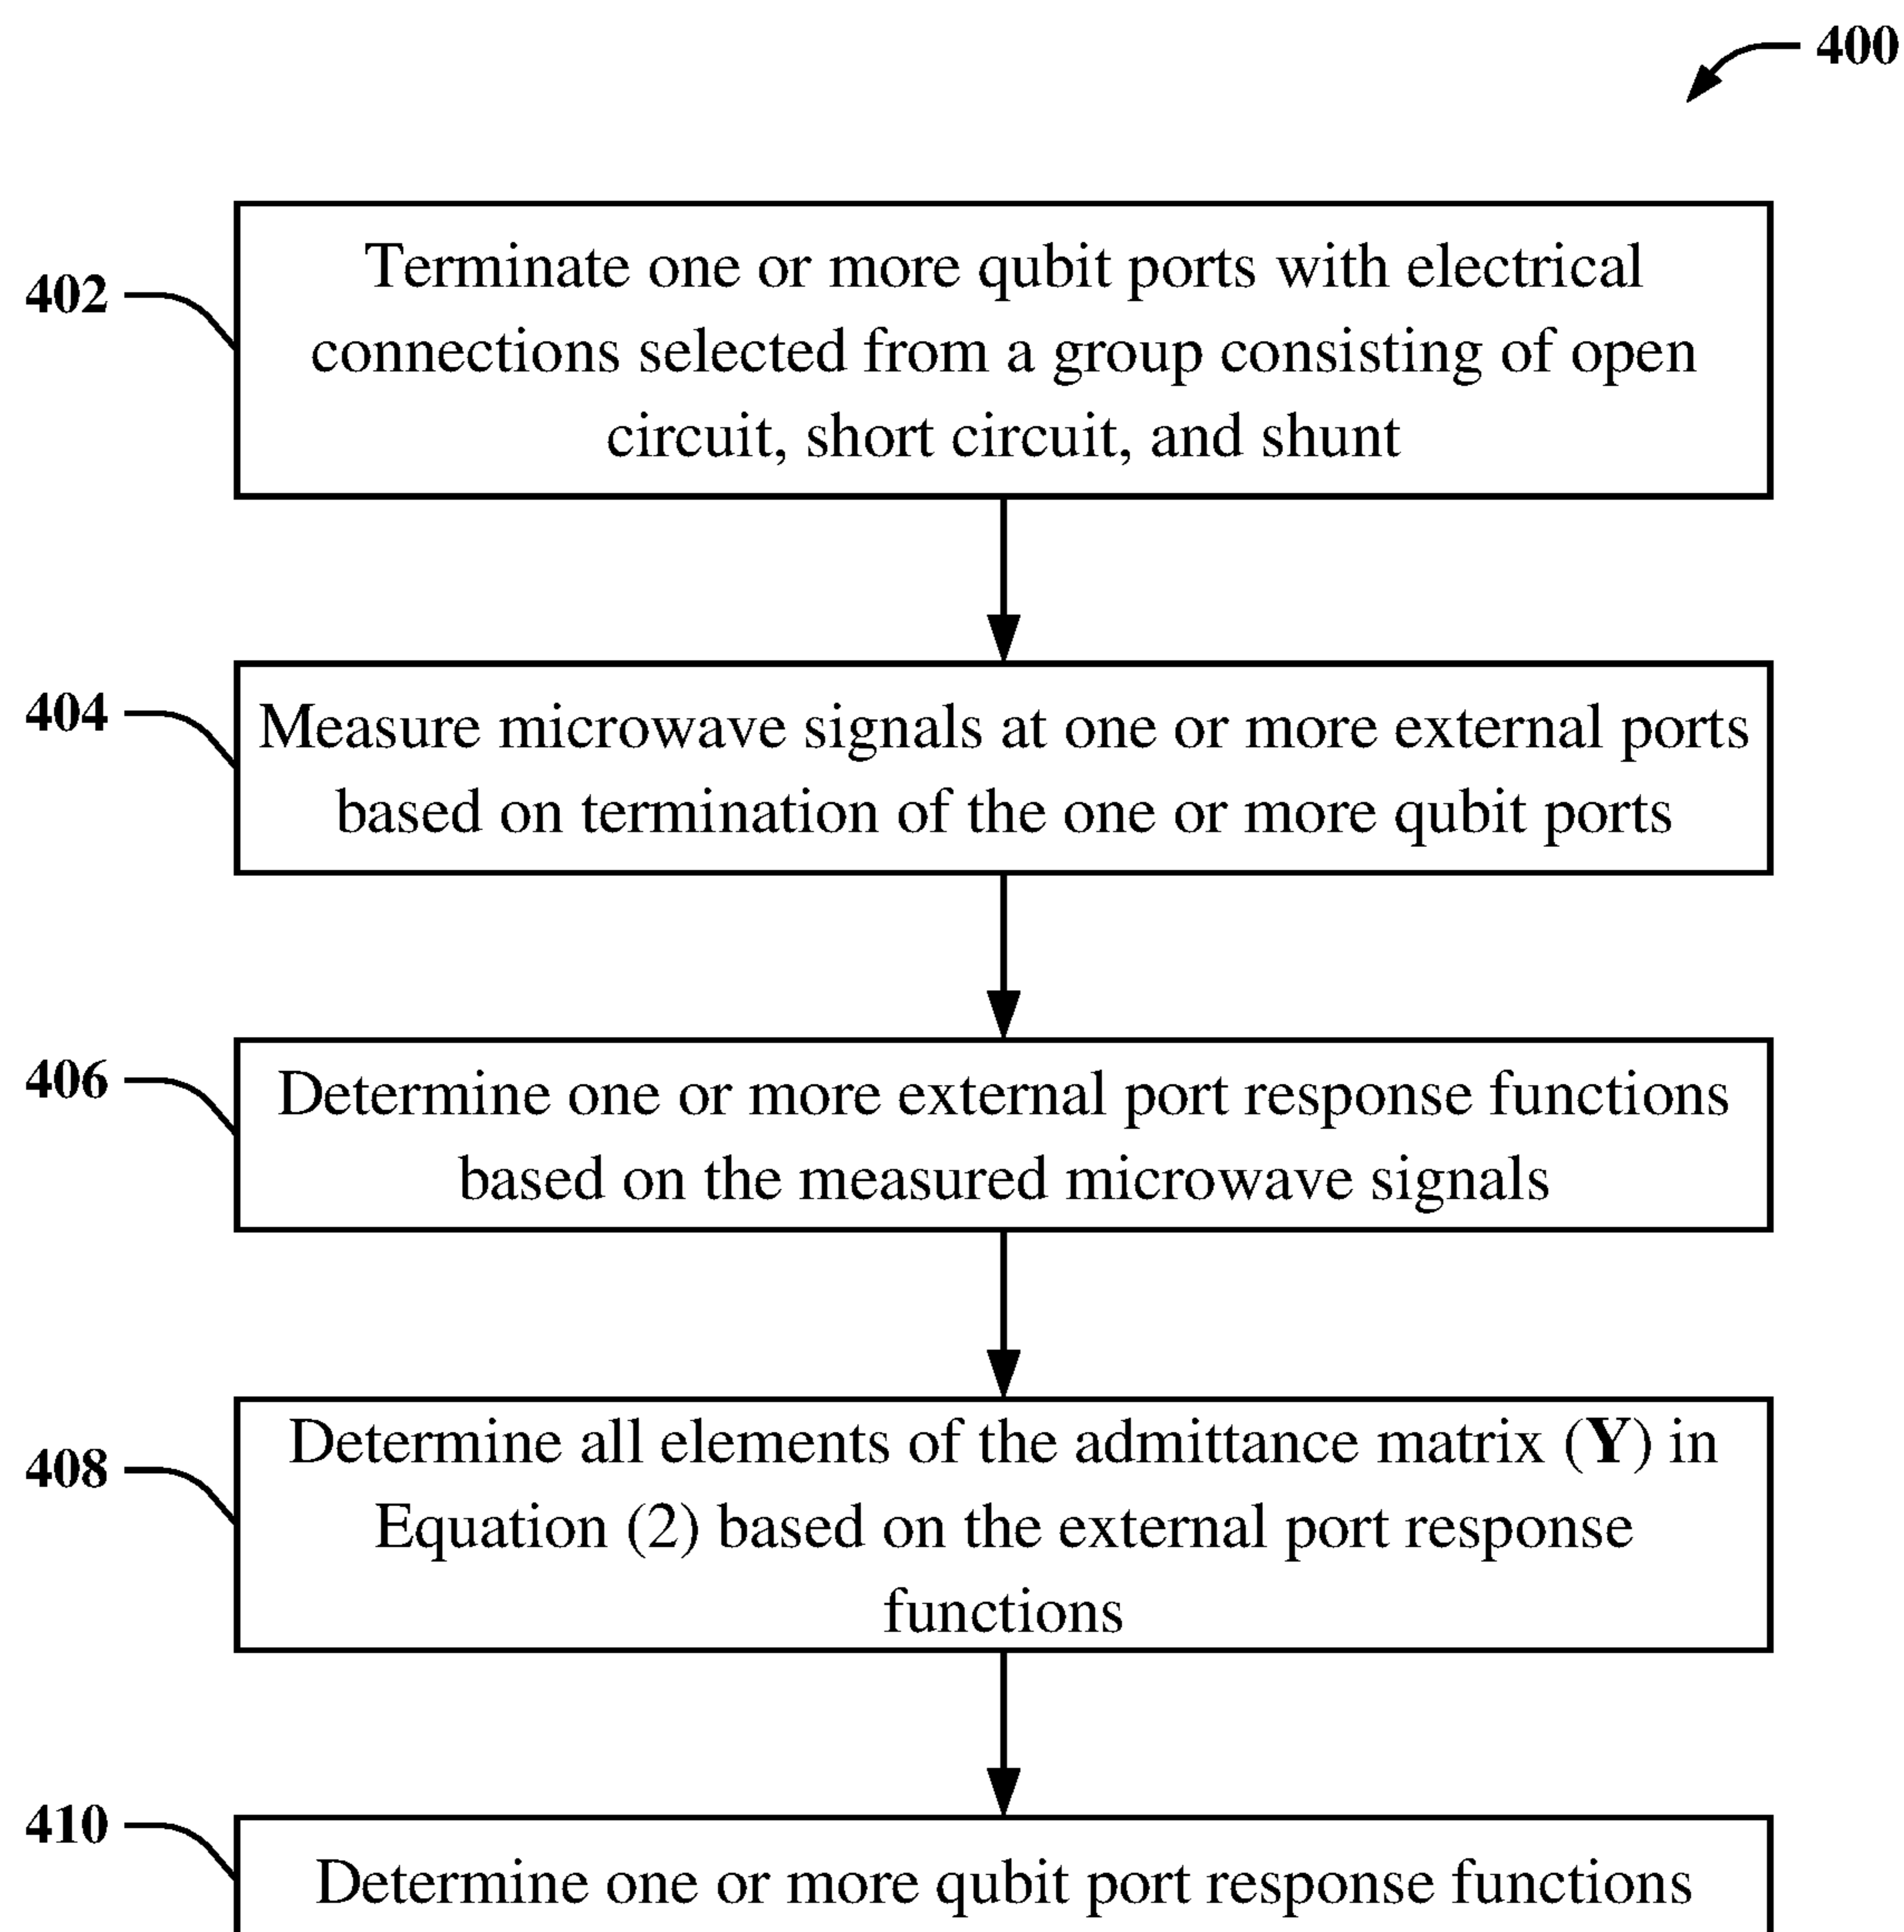 400
402
Terminate one or more qubit ports with electrical
connections selected from a group consisting of open
circuit, short circuit, and shunt
404
Measure microwave signals at one or more external ports
based on termination of the one or more qubit ports
406
Determine one or more external port response functions
based on the measured microwave signals
408
Determine all elements of the admittance matrix (Y) in
Equation (2) based on the external port response
functions
410
Determine one or more qubit port response functions